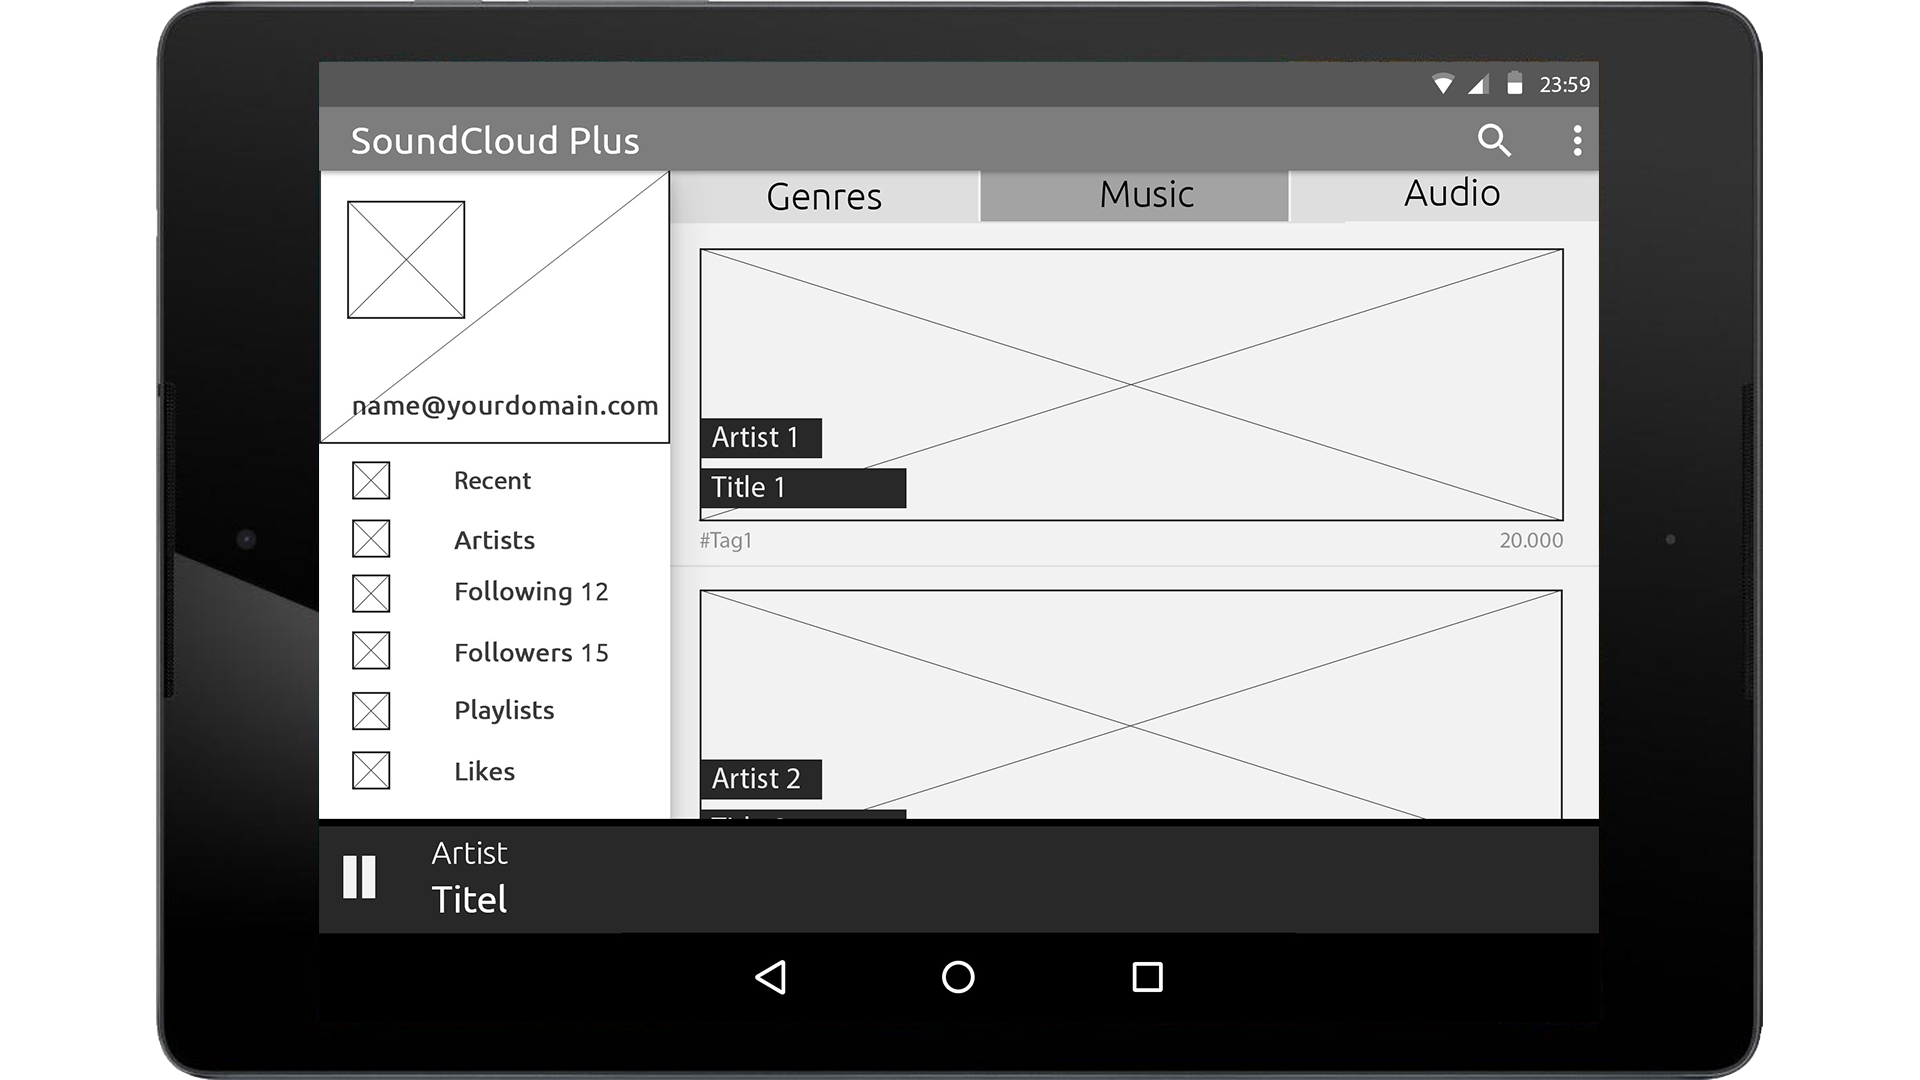 23:59
SoundCloud Plus
Genres
Music
Audio
name@yourdomain.com
Recent
Artists
Following 12
Followers 15
Playlists
Likes
Artist 1
Title 1
#Tag1
20.000
Artist 2
Artist
Titel